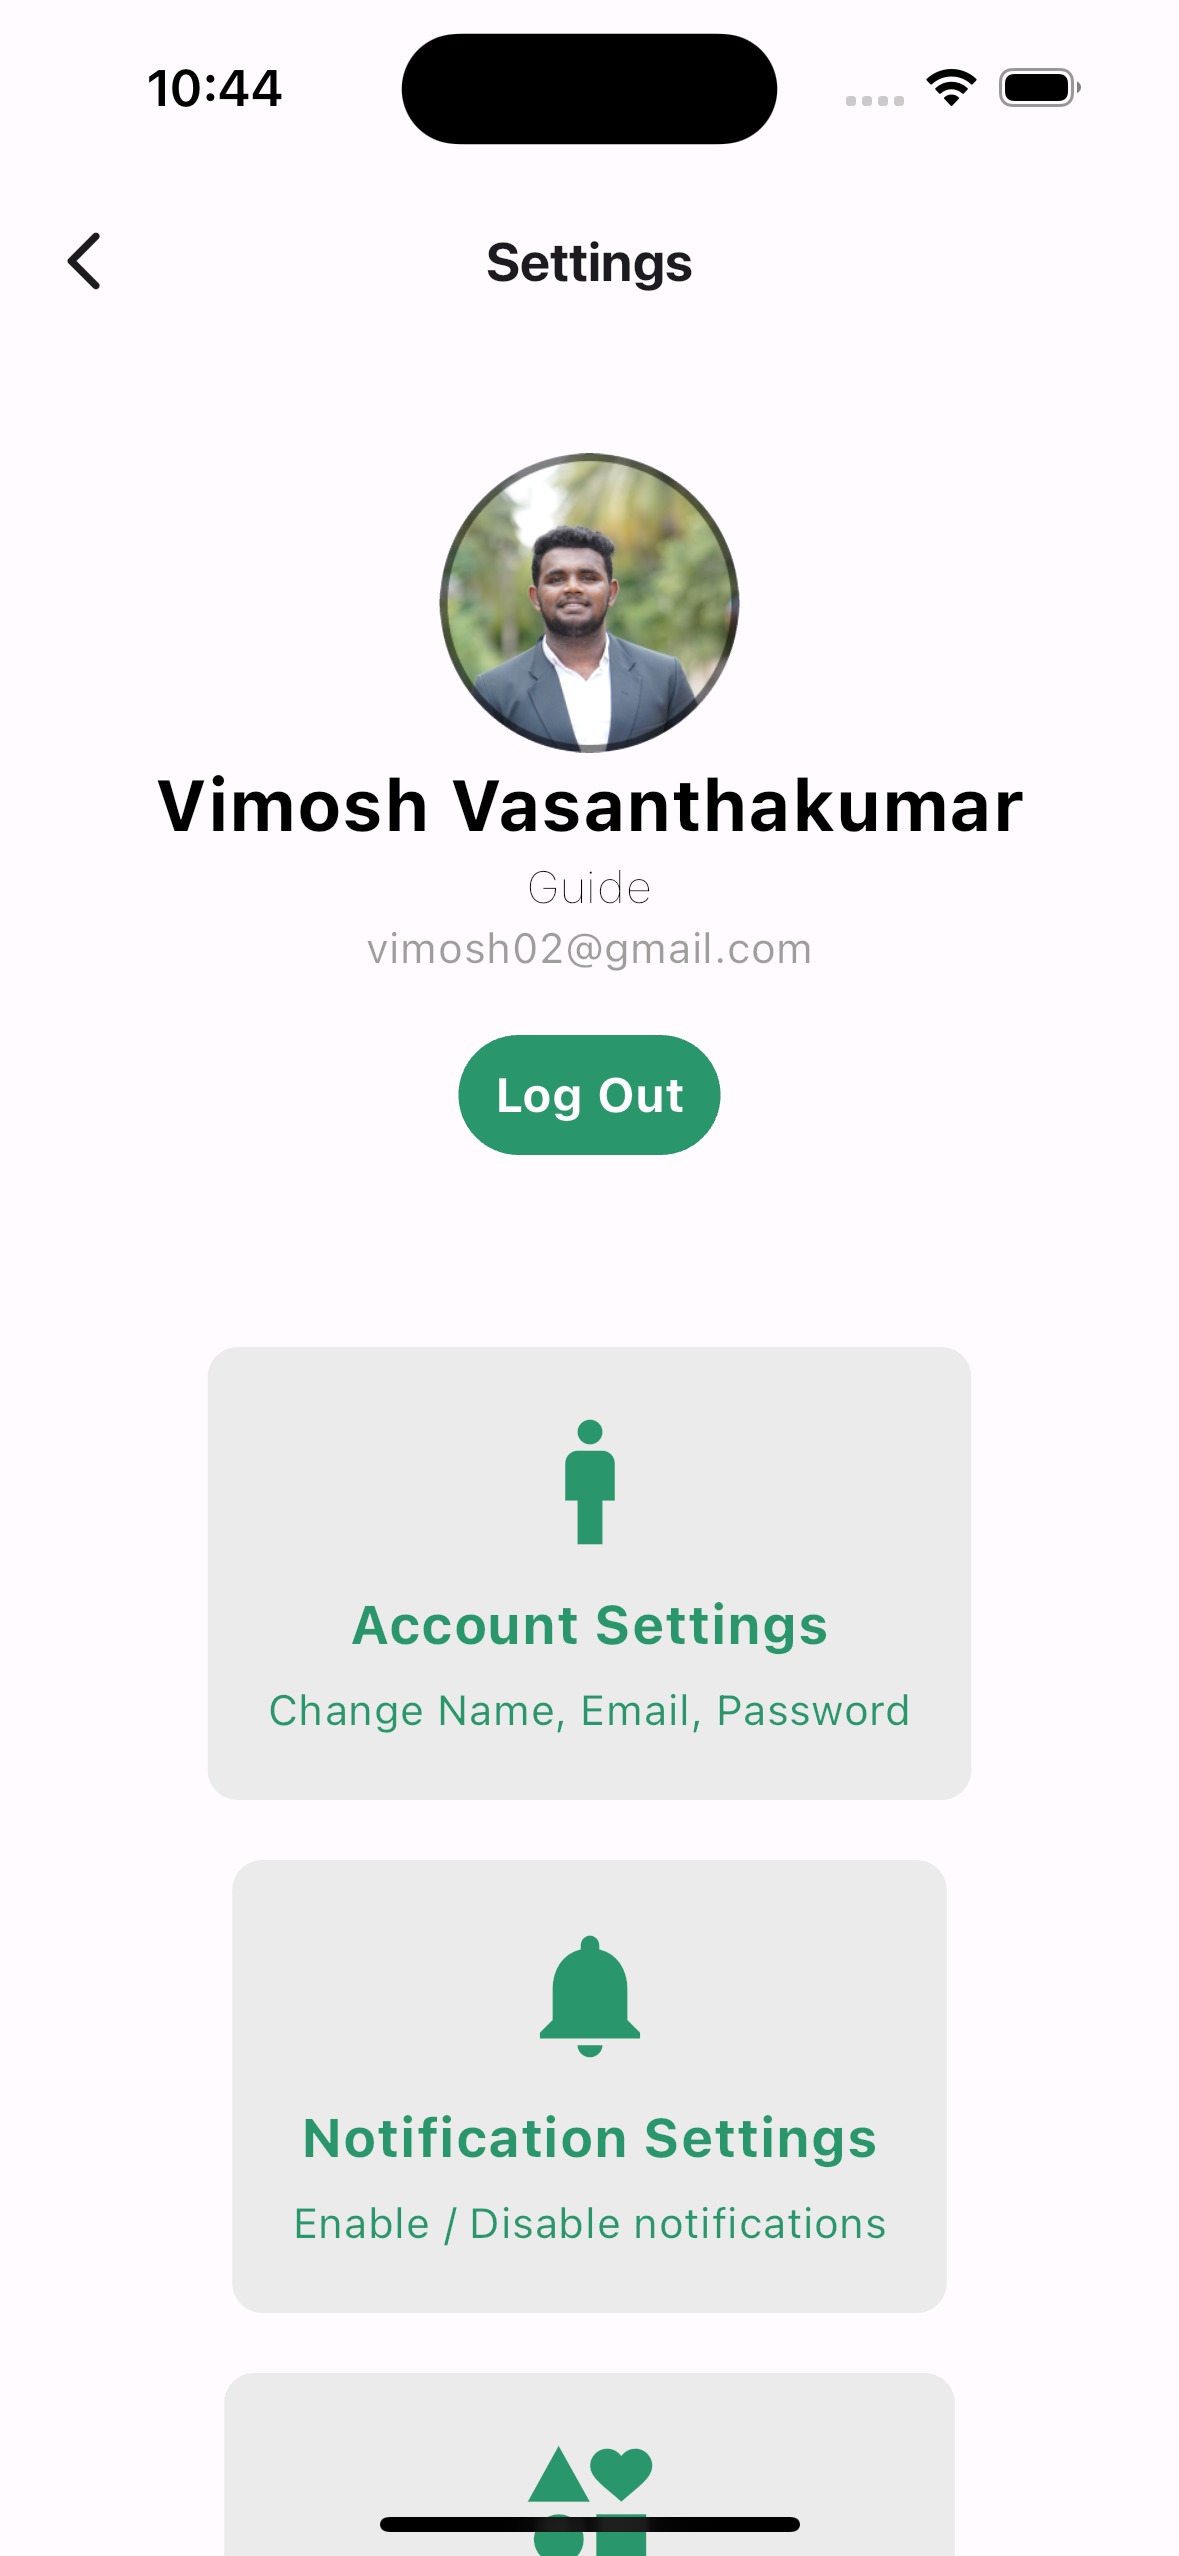 10:44
Settings
Vimosh Vasanthakumar
Guide
vimosh02@gmail.com
Log Out
Account Settings
Change Name, Email, Password
Notification Settings
Enable / Disable notifications